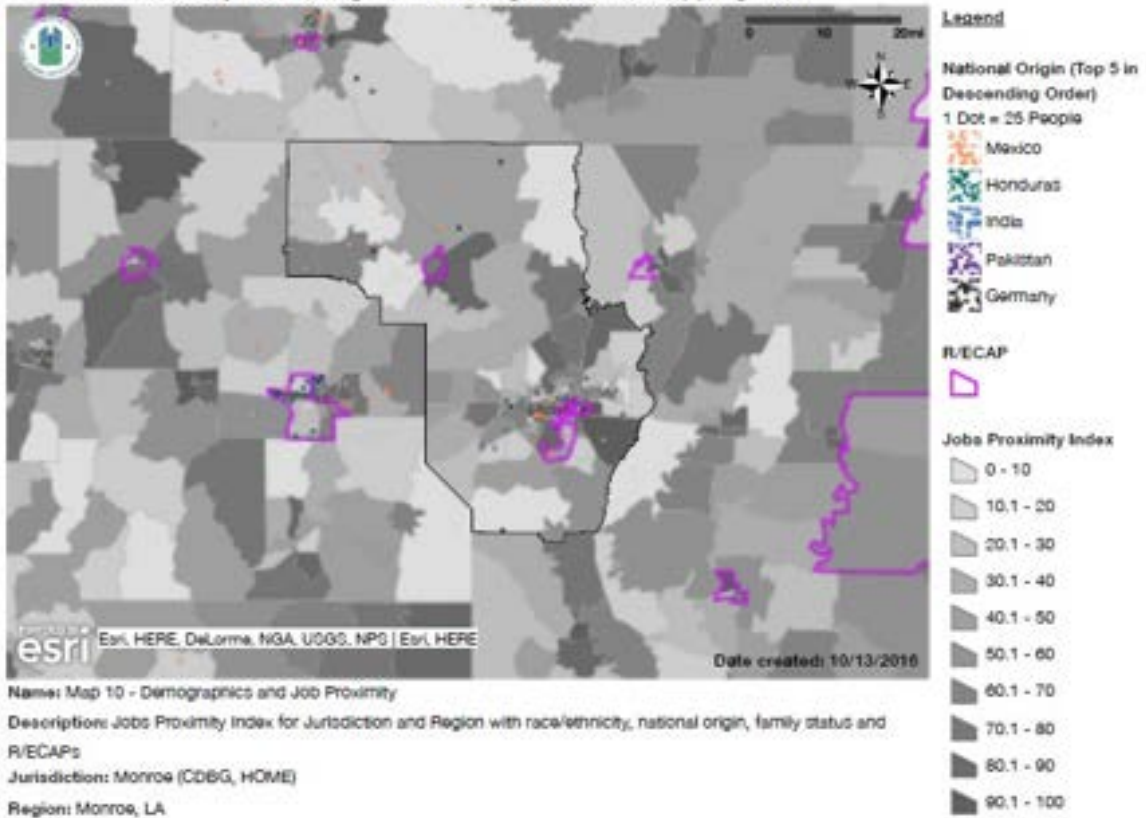 0 10 20mi
N
W E
S
Esri, HERE, DeLorme, NGA, USGS, NPS | Esri, HERE
esri
Date created: 10/13/2016
Name: Map 10 - Demographics and Job Proximity
Description: Jobs Proximity Index for Jurisdiction and Region with race/ethnicity, national origin, family status and
R/ECAPs
Jurisdiction: Monroe (CDBG, HOME)
Region: Monroe, LA
Legend
National Origin (Top 5 in
Descending Order)
1 Dot = 25 People
Mexico
Honduras
India
Pakistan
Germany
R/ECAP
Jobs Proximity Index
0 - 10
10.1 - 20
20.1 - 30
30.1 - 40
40.1 - 50
50.1 - 60
60.1 - 70
70.1 - 80
80.1 - 90
90.1 - 100